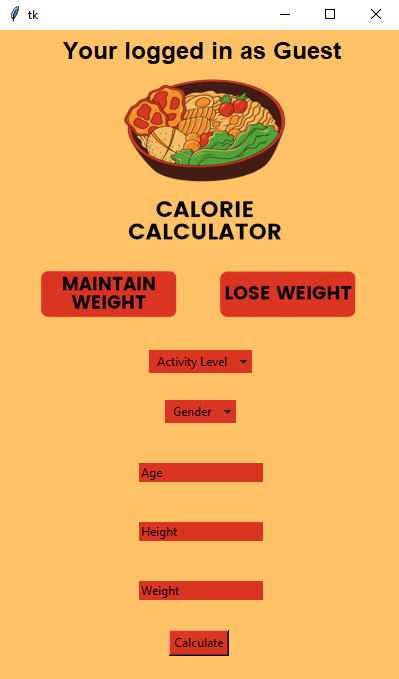 tk
Your logged in as Guest
CALORIE
CALCULATOR
MAINTAIN
WEIGHT
LOSE WEIGHT
Activity Level
Gender
Age
Height
Weight
Calculate